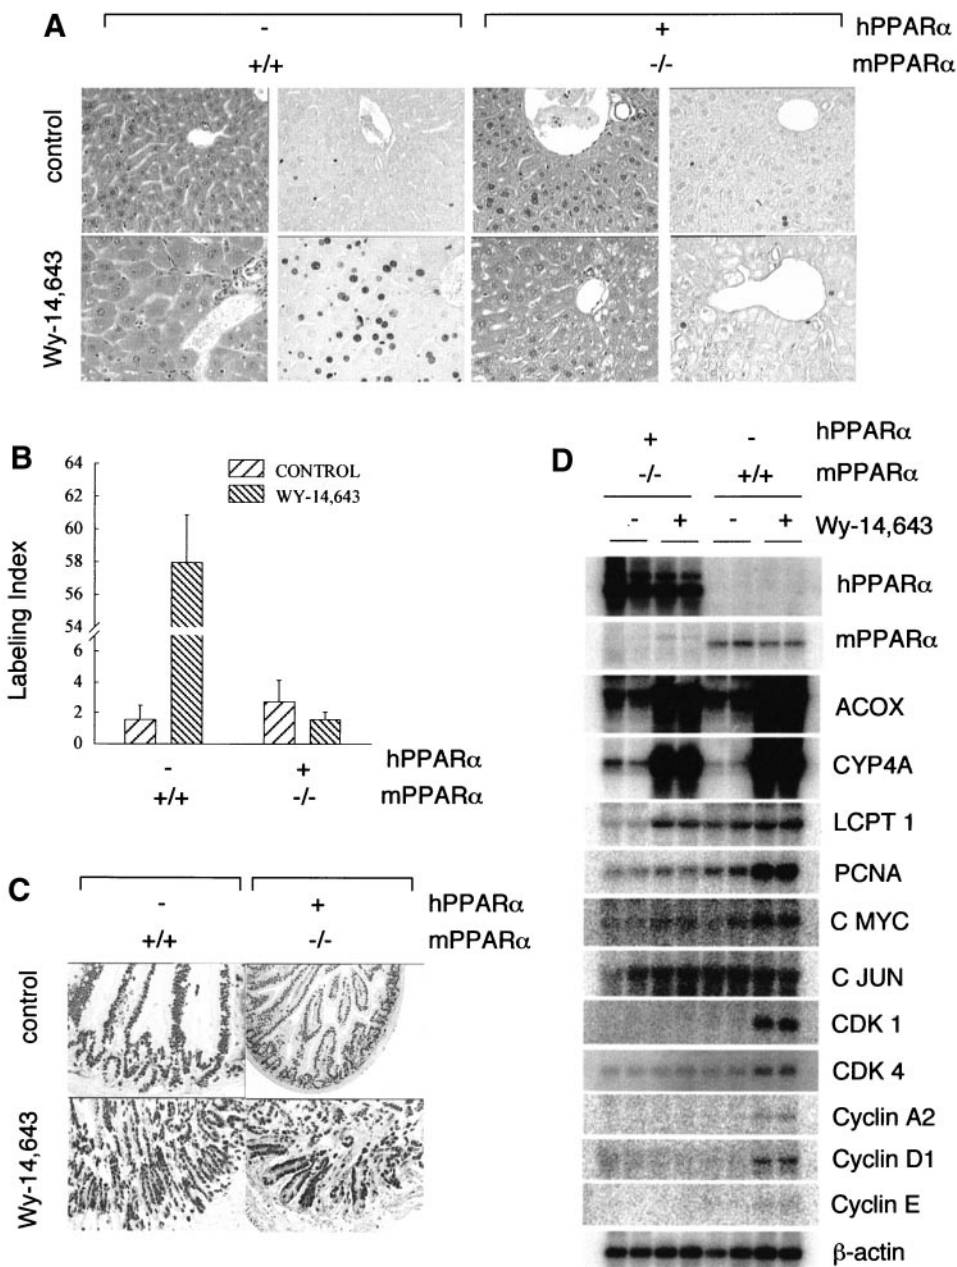 A
- + hPPARα
+/+ -/- mPPARα
control
Wy-14,643
B
64
62
60
58
56
54
6
4
2
0
Labeling Index
CONTROL
WY-14,643
- + hPPARα
+/+ -/- mPPARα
C
- + hPPARα
+/+ -/- mPPARα
control
Wy-14,643
D
+ - hPPARα
-/- +/+ mPPARα
- + - + Wy-14,643
hPPARα
mPPARα
ACOX
CYP4A
LCPT 1
PCNA
C MYC
C JUN
CDK 1
CDK 4
Cyclin A2
Cyclin D1
Cyclin E
β-actin